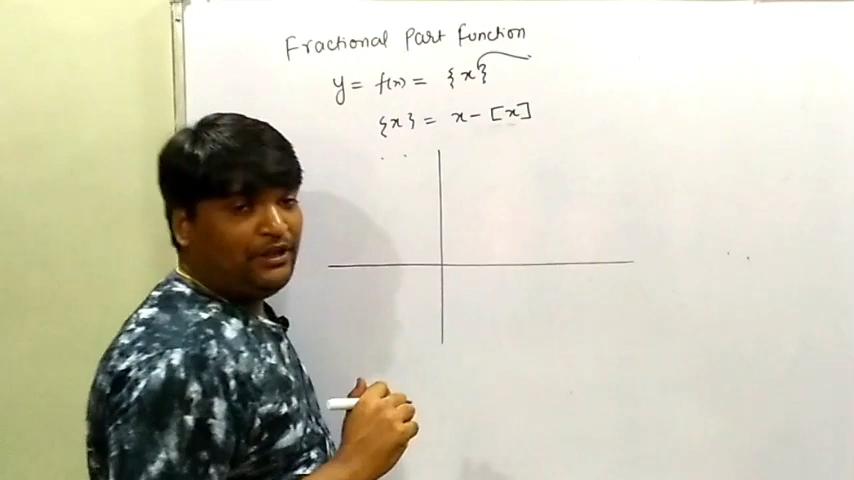 Fractional Part Function
y = f(x) = {x}
{x} = x - [x]